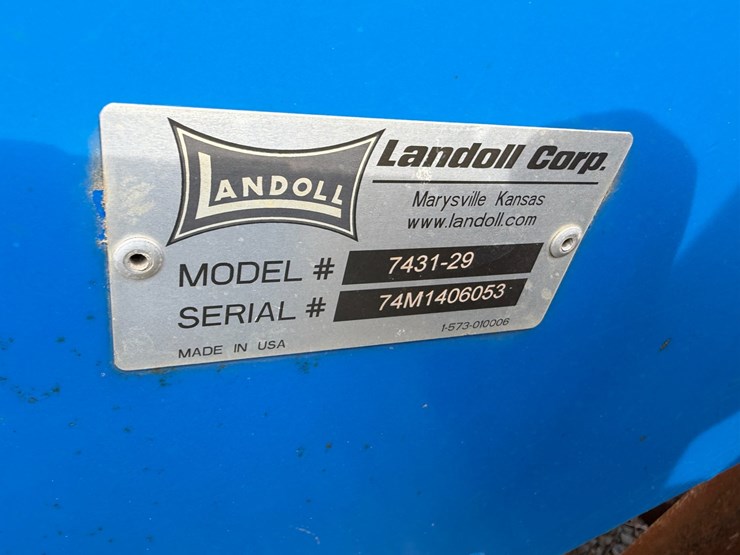 LANDOLL
Landoll Corp.
Marysville Kansas
www.landoll.com
MODEL # 7431-29
SERIAL # 74M1406053
MADE IN USA
1-573-010006